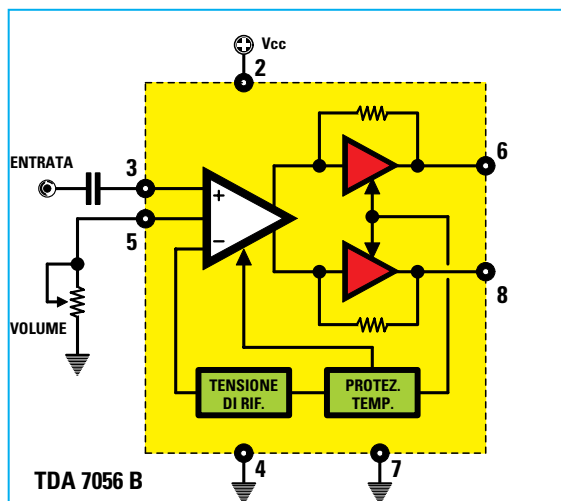 Vcc
2
ENTRATA
3
6
+
5
−
8
VOLUME
TENSIONE
DI RIF.
PROTEZ.
TEMP.
4
7
TDA 7056 B